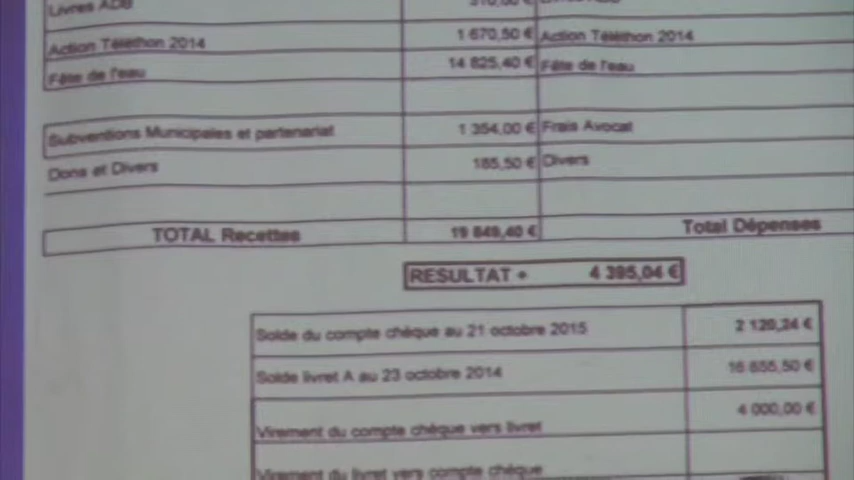 Livres ADB 310,00 €
Action Téléthon 2014 1 670,50 € Action Téléthon 2014
Fête de l'eau 14 825,40 € Fête de l'eau
Subventions Municipales et partenariat 1 354,00 € Frais Avocat
Dons et Divers 185,50 € Divers
TOTAL Recettes 19 849,40 € Total Dépenses
RESULTAT + 4 395,04 €
Solde du compte chèque au 21 octobre 2015 2 120,24 €
Solde livret A au 23 octobre 2014 16 855,50 €
Virement du compte chèque vers livret 4 000,00 €
Virement du livret vers compte chèque